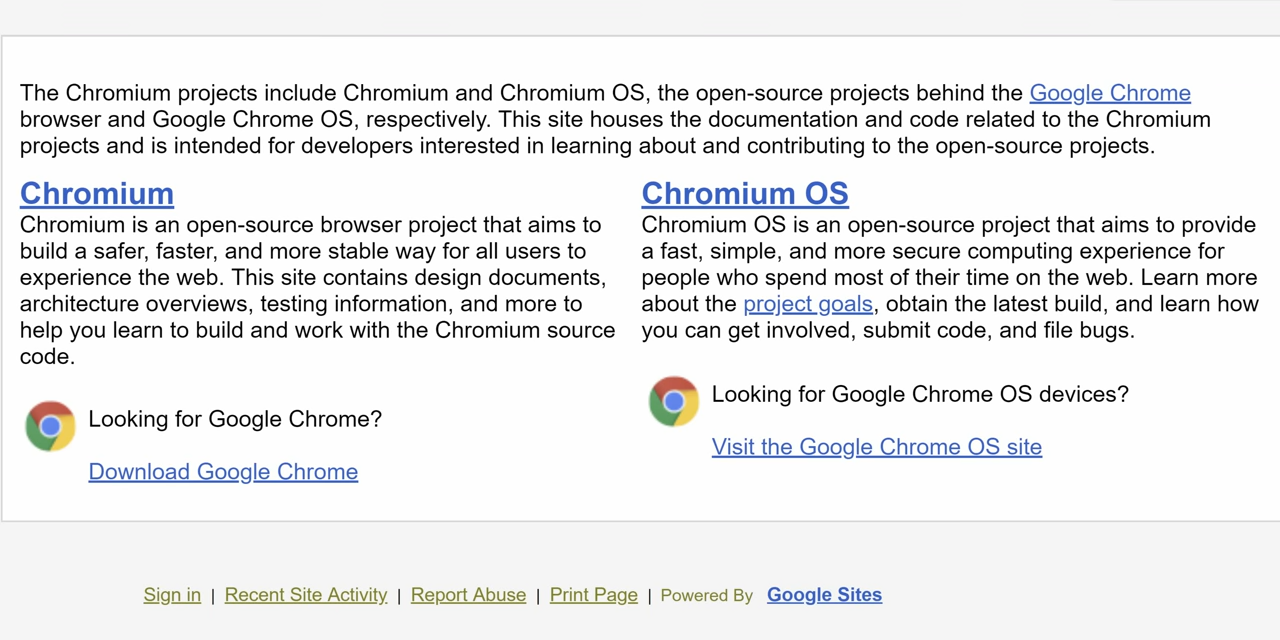 The Chromium projects include Chromium and Chromium OS, the open-source projects behind the Google Chrome
browser and Google Chrome OS, respectively. This site houses the documentation and code related to the Chromium
projects and is intended for developers interested in learning about and contributing to the open-source projects.
Chromium
Chromium is an open-source browser project that aims to
build a safer, faster, and more stable way for all users to
experience the web. This site contains design documents,
architecture overviews, testing information, and more to
help you learn to build and work with the Chromium source
code.
Looking for Google Chrome?
Download Google Chrome
Chromium OS
Chromium OS is an open-source project that aims to provide
a fast, simple, and more secure computing experience for
people who spend most of their time on the web. Learn more
about the project goals, obtain the latest build, and learn how
you can get involved, submit code, and file bugs.
Looking for Google Chrome OS devices?
Visit the Google Chrome OS site
Sign in | Recent Site Activity | Report Abuse | Print Page | Powered By Google Sites